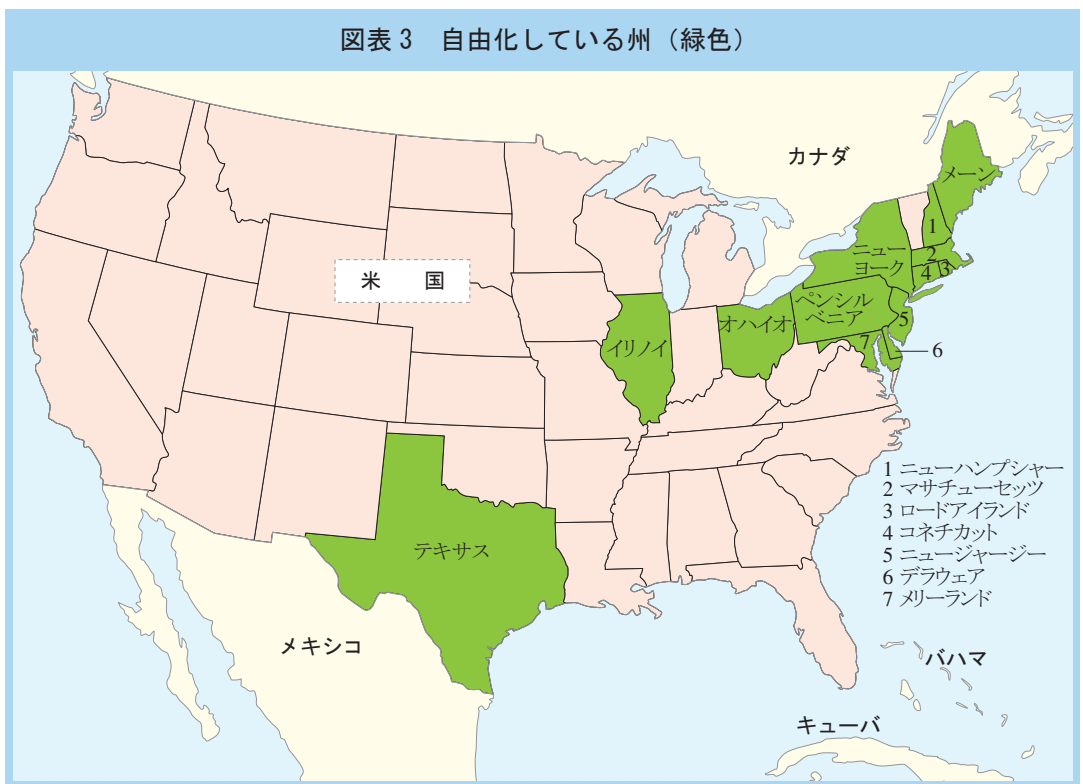 図表3 自由化している州（緑色）
カナダ
メーン
1
ニュー
ヨーク
2
4
3
米 国
ペンシル
ベニア
5
オハイオ
イリノイ
7
6
テキサス
1 ニューハンプシャー
2 マサチューセッツ
3 ロードアイランド
4 コネチカット
5 ニュージャージー
6 デラウェア
7 メリーランド
メキシコ
バハマ
キューバ